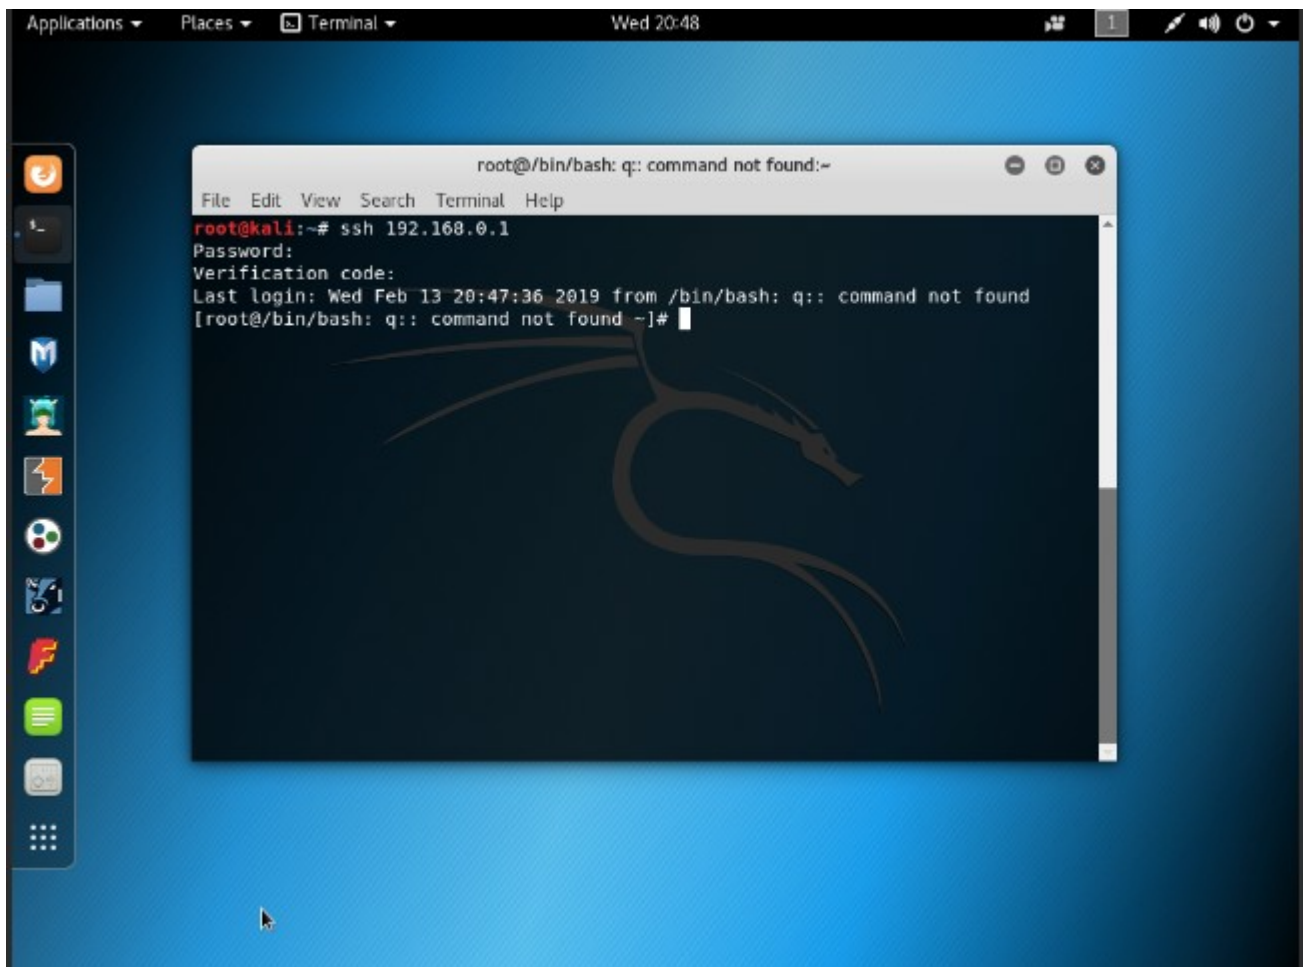 Applications Places Terminal Wed 20:48 1
root@/bin/bash: q:: command not found:~
File Edit View Search Terminal Help
root@kali:~# ssh 192.168.0.1
Password:
Verification code:
Last login: Wed Feb 13 20:47:36 2019 from /bin/bash: q:: command not found
[root@/bin/bash: q:: command not found ~]#